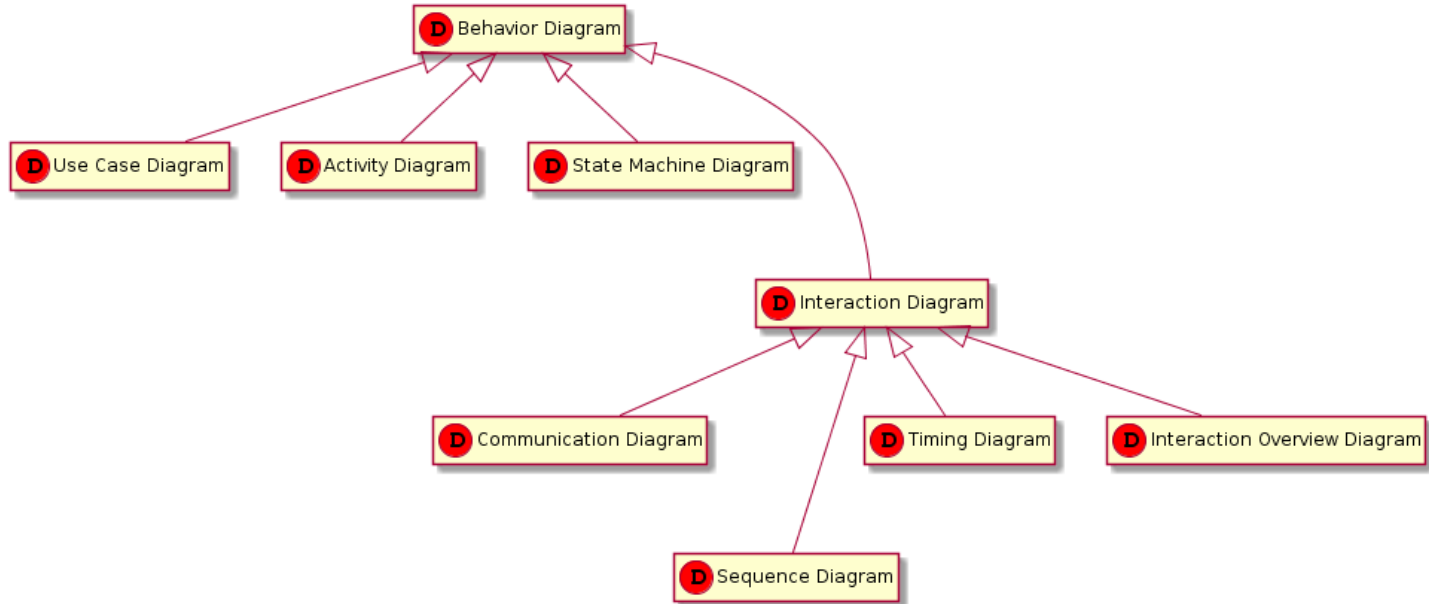 D Behavior Diagram
D Use Case Diagram
D Activity Diagram
D State Machine Diagram
D Interaction Diagram
D Communication Diagram
D Timing Diagram
D Interaction Overview Diagram
D Sequence Diagram